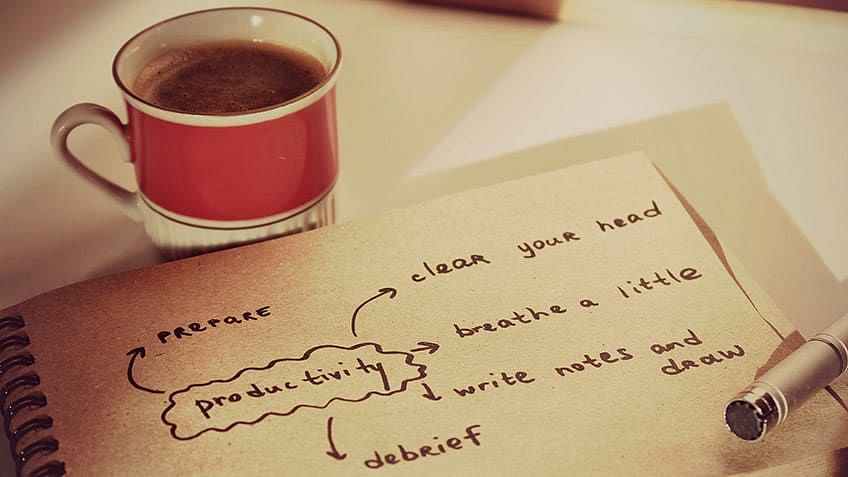 clear your head
prepare
breathe a little
productivity
write notes and
draw
debrief